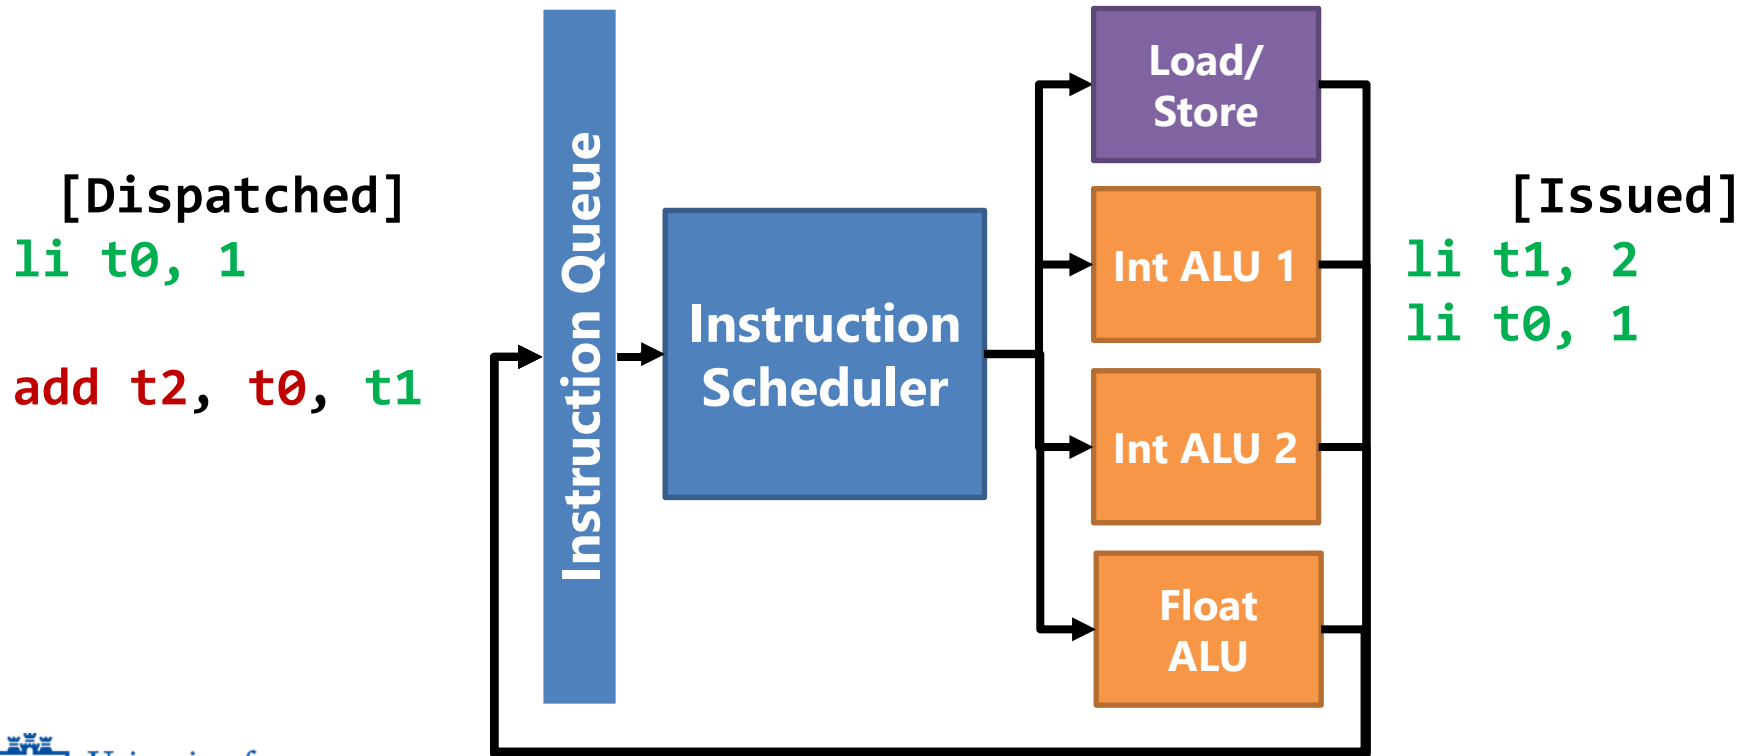 [Dispatched]
li t0, 1
add t2, t0, t1
Instruction Queue
Instruction
Scheduler
Load/
Store
Int ALU 1
Int ALU 2
Float
ALU
[Issued]
li t1, 2
li t0, 1